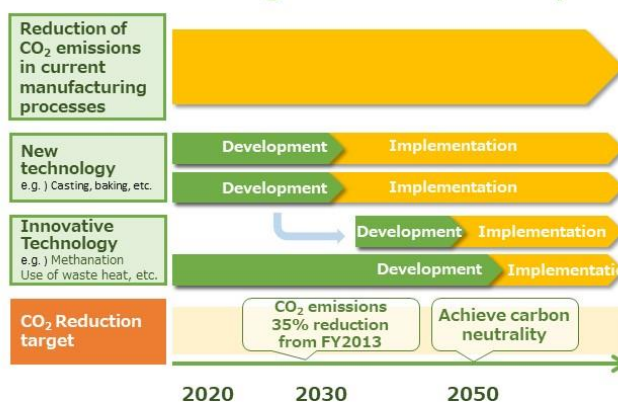 Reduction of
CO₂ emissions
in current
manufacturing
processes
New
technology
e.g. ) Casting, baking, etc.
Development Implementation
Development Implementation
Innovative
Technology
e.g. ) Methanation
Use of waste heat, etc.
Development Implementation
Development Implementatio
CO₂ Reduction
target
CO₂ emissions
35% reduction
from FY2013
Achieve carbon
neutrality
2020 2030 2050